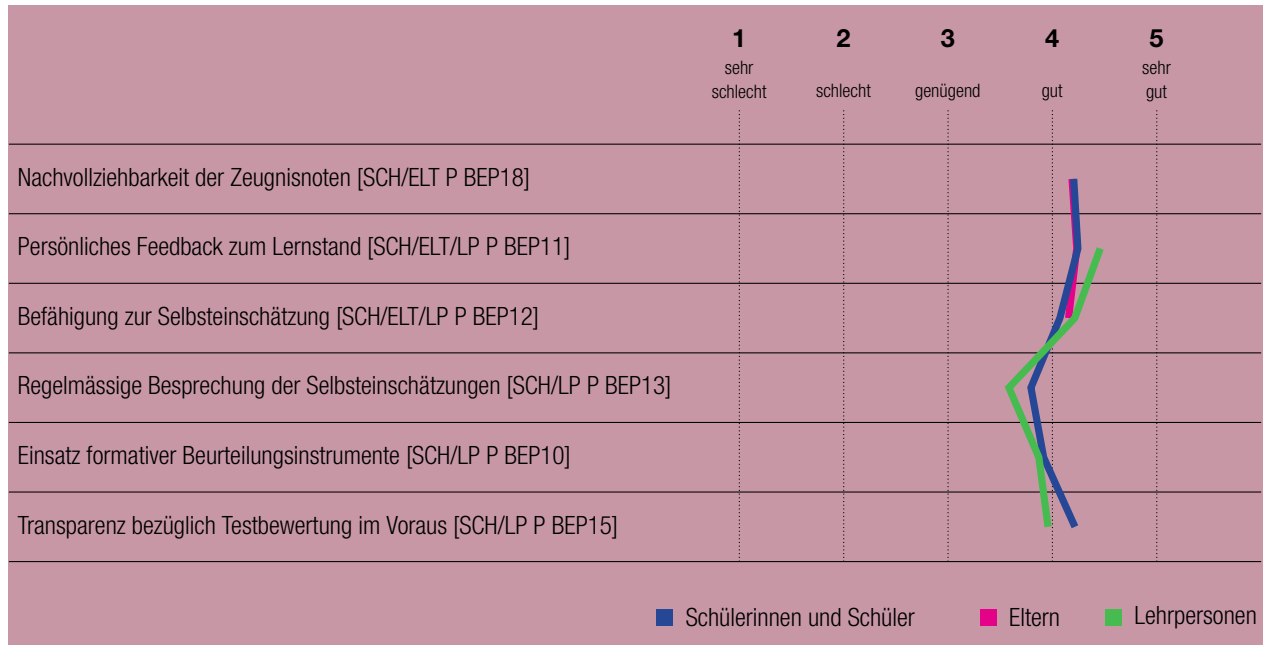 1 2 3 4 5
sehr schlecht schlecht genügend gut sehr gut
Nachvollziehbarkeit der Zeugnisnoten [SCH/ELT P BEP18]
Persönliches Feedback zum Lernstand [SCH/ELT/LP P BEP11]
Befähigung zur Selbsteinschätzung [SCH/ELT/LP P BEP12]
Regelmässige Besprechung der Selbsteinschätzungen [SCH/LP P BEP13]
Einsatz formativer Beurteilungsinstrumente [SCH/LP P BEP10]
Transparenz bezüglich Testbewertung im Voraus [SCH/LP P BEP15]
Schülerinnen und Schüler Eltern Lehrpersonen